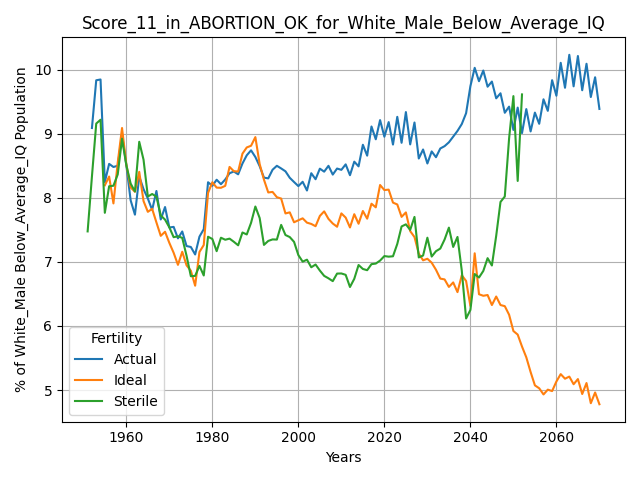 Score_11_in_ABORTION_OK_for_White_Male_Below_Average_IQ
% of White_Male Below_Average_IQ Population
10
9
8
7
6
5
Fertility
Actual
Ideal
Sterile
1960 1980 2000 2020 2040 2060
Years